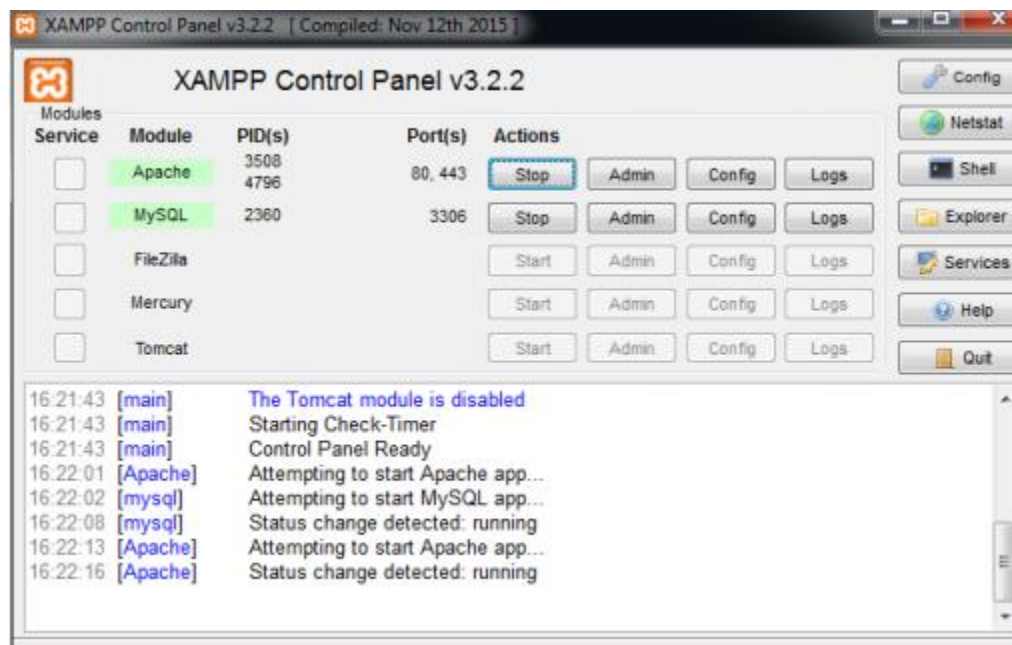 XAMPP Control Panel v3.2.2 [ Compiled: Nov 12th 2015 ]
XAMPP Control Panel v3.2.2
Config
Modules
Service Module PID(s) Port(s) Actions
Netstat
Apache 3508 4796 80, 443 Stop Admin Config Logs
Shell
MySQL 2360 3306 Stop Admin Config Logs
Explorer
FileZilla Start Admin Config Logs
Services
Mercury Start Admin Config Logs
Help
Tomcat Start Admin Config Logs
Quit
16:21:43 [main] The Tomcat module is disabled
16:21:43 [main] Starting Check-Timer
16:21:43 [main] Control Panel Ready
16:22:01 [Apache] Attempting to start Apache app...
16:22:02 [mysql] Attempting to start MySQL app...
16:22:08 [mysql] Status change detected: running
16:22:13 [Apache] Attempting to start Apache app...
16:22:16 [Apache] Status change detected: running